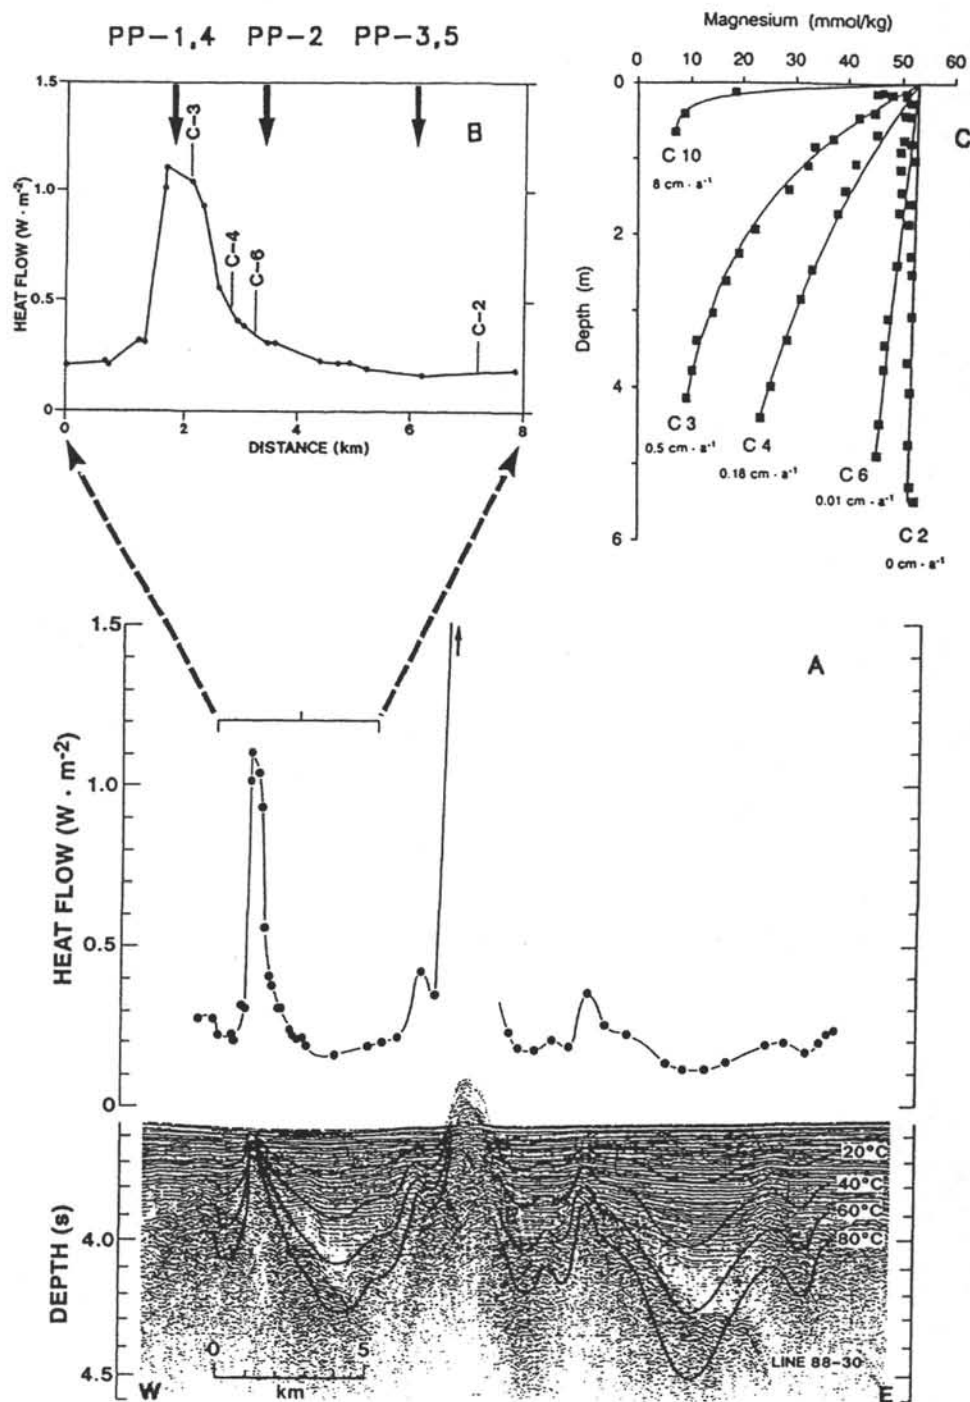 PP-1,4 PP-2 PP-3,5
B
HEAT FLOW (W · m-2)
1.5
1.0
0.5
0
C-3
C-4
C-6
C-2
0 2 4 6 8
DISTANCE (km)
Magnesium (mmol/kg)
0 10 20 30 40 50 60
C
Depth (m)
0
2
4
6
C 10
8 cm · a-1
C 3
0.5 cm · a-1
C 4
0.18 cm · a-1
C 6
0.01 cm · a-1
C 2
0 cm · a-1
A
HEAT FLOW (W · m-2)
1.5
1.0
0.5
0
DEPTH (s)
4.0
4.5
20°C
40°C
60°C
80°C
0 5
km
LINE 88-30
W
E